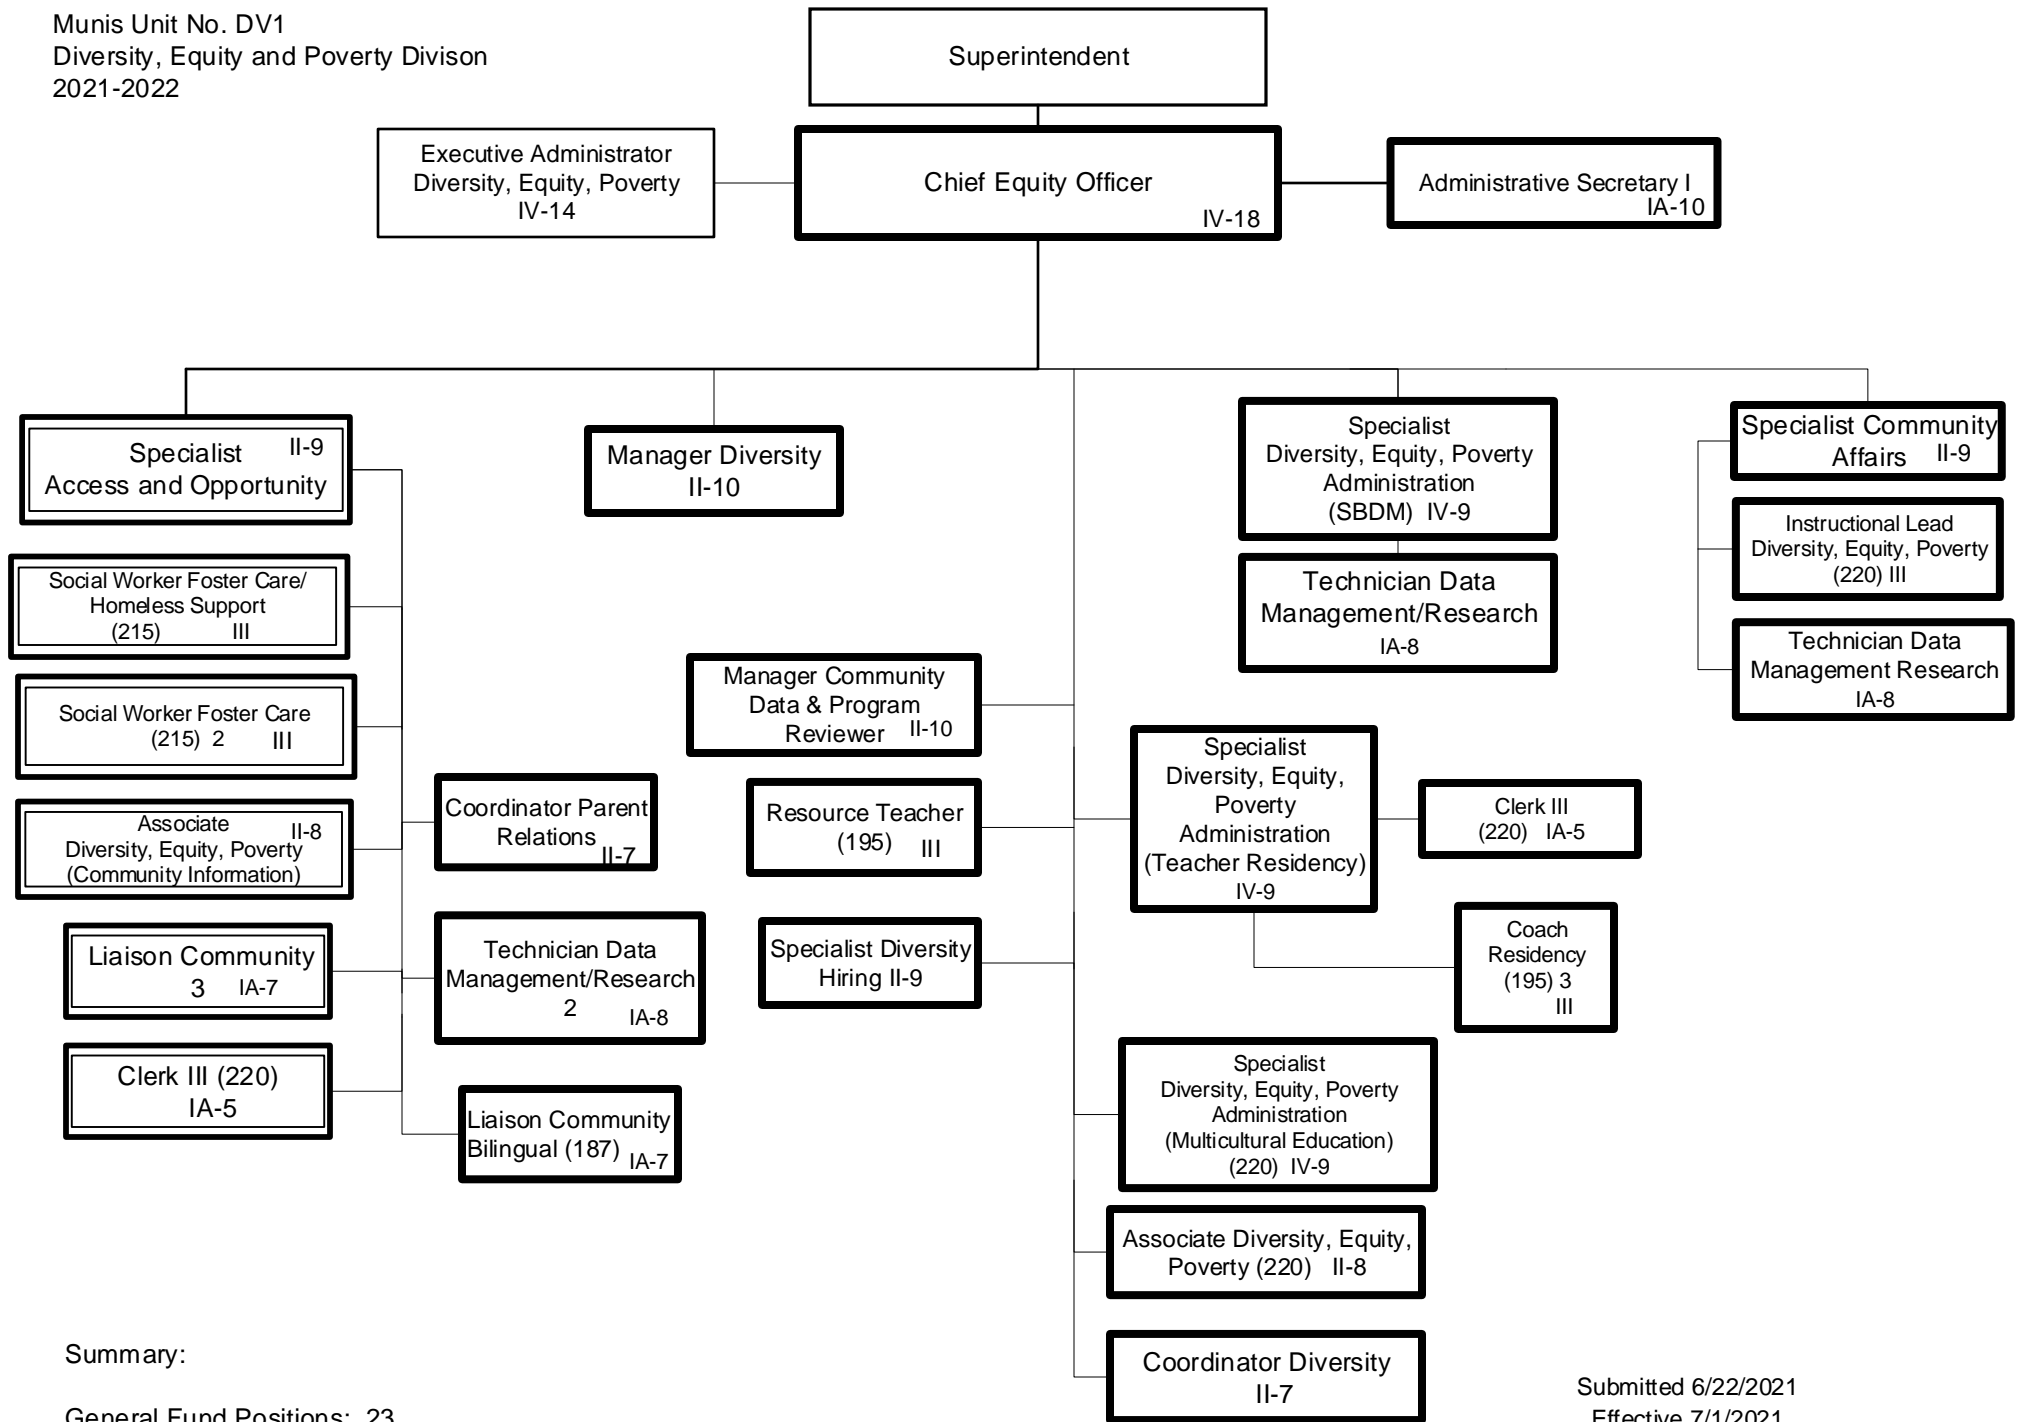 Munis Unit No. DV1
Diversity, Equity and Poverty Divison
2021-2022
Superintendent
Executive Administrator
Diversity, Equity, Poverty
IV-14
Chief Equity Officer
IV-18
Administrative Secretary I
IA-10
Specialist II-9
Access and Opportunity
Social Worker Foster Care/
Homeless Support
(215) III
Social Worker Foster Care
(215) 2 III
Associate II-8
Diversity, Equity, Poverty
(Community Information)
Liaison Community
3 IA-7
Clerk III (220)
IA-5
Coordinator Parent
Relations
II-7
Technician Data
Management/Research
2
IA-8
Liaison Community
Bilingual (187) IA-7
Manager Diversity
II-10
Manager Community
Data & Program
Reviewer II-10
Resource Teacher
(195) III
Specialist Diversity
Hiring II-9
Specialist
Diversity, Equity,
Poverty
Administration
(Teacher Residency)
IV-9
Clerk III
(220) IA-5
Coach
Residency
(195) 3
III
Specialist
Diversity, Equity, Poverty
Administration
(Multicultural Education)
(220) IV-9
Associate Diversity, Equity,
Poverty (220) II-8
Coordinator Diversity
II-7
Specialist
Diversity, Equity, Poverty
Administration
(SBDM) IV-9
Technician Data
Management/Research
IA-8
Specialist Community
Affairs II-9
Instructional Lead
Diversity, Equity, Poverty
(220) III
Technician Data
Management Research
IA-8
Summary:
General Fund Positions: 23
Submitted 6/22/2021
Effective 7/1/2021